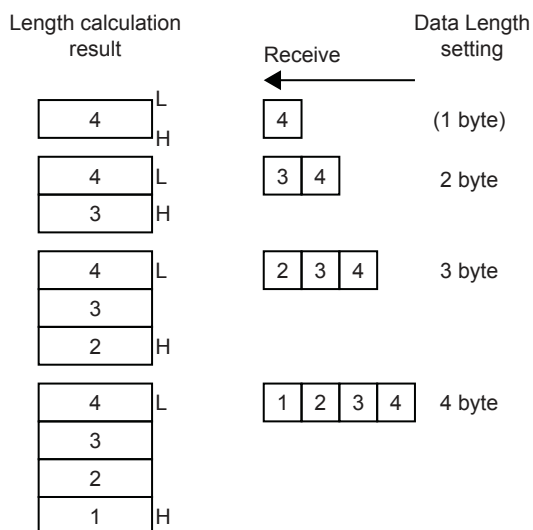 Length calculation
result
Receive
Data Length
setting
4
L
H
4
(1 byte)
4
L
3
H
3 4
2 byte
4
L
3
2
H
2 3 4
3 byte
4
L
3
2
1
H
1 2 3 4
4 byte